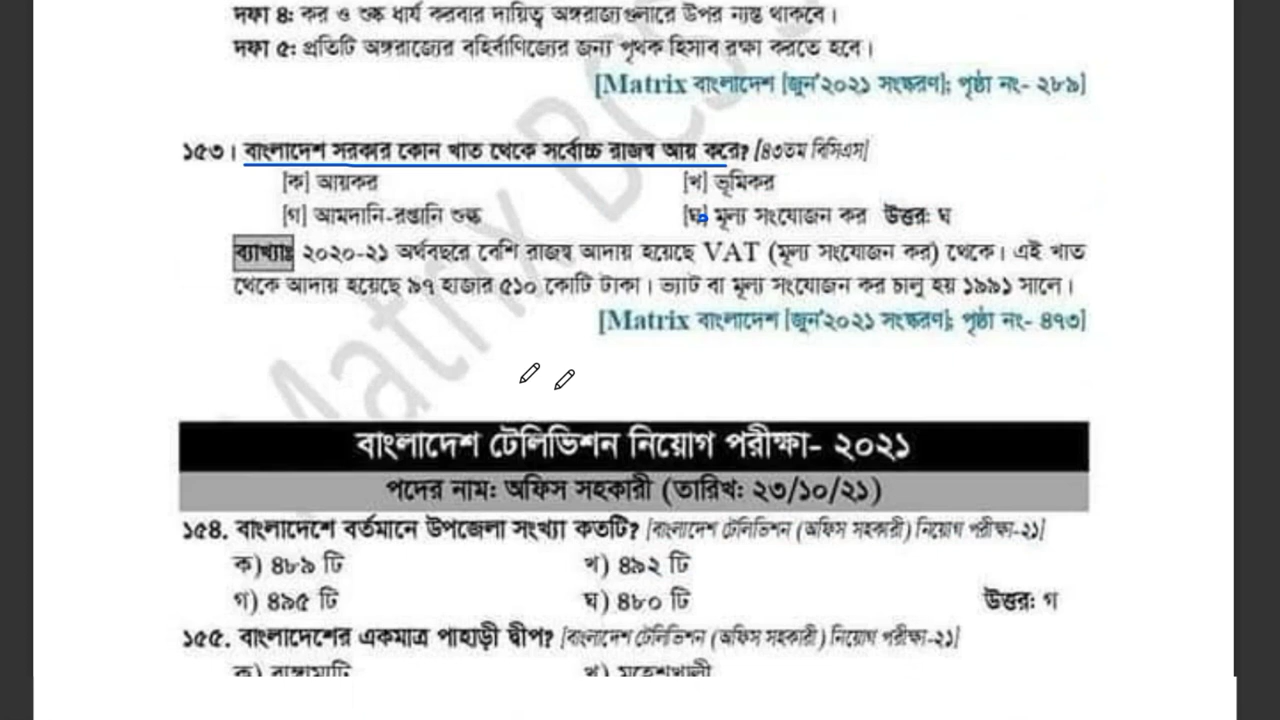 দফা ৪: কর ও শুল্ক ধার্য করবার দায়িত্ব অঙ্গরাজ্যগুলোরে উপর ন্যস্ত থাকবে।
দফা ৫: প্রতিটি অঙ্গরাজ্যের বহির্বাণিজ্যের জন্য পৃথক হিসাব রক্ষা করতে হবে।
[Matrix বাংলাদেশ [জুন'২০২১ সংস্করণ]; পৃষ্ঠা নং- ২৮৯]
১৫৩। বাংলাদেশ সরকার কোন খাত থেকে সর্বোচ্চ রাজস্ব আয় করে? [৪৩তম বিসিএস]
[ক] আয়কর [খ] ভূমিকর
[গ] আমদানি-রপ্তানি শুল্ক [ঘ] মূল্য সংযোজন কর উত্তর: ঘ
ব্যাখ্যাঃ ২০২০-২১ অর্থবছরে বেশি রাজস্ব আদায় হয়েছে VAT (মূল্য সংযোজন কর) থেকে। এই খাত
থেকে আদায় হয়েছে ৯৭ হাজার ৫১০ কোটি টাকা। ভ্যাট বা মূল্য সংযোজন কর চালু হয় ১৯৯১ সালে।
[Matrix বাংলাদেশ [জুন'২০২১ সংস্করণ]; পৃষ্ঠা নং- ৪৭৩]
Matrix BCS
বাংলাদেশ টেলিভিশন নিয়োগ পরীক্ষা- ২০২১
পদের নাম: অফিস সহকারী (তারিখ: ২৩/১০/২১)
১৫৪. বাংলাদেশে বর্তমানে উপজেলা সংখ্যা কতটি? [বাংলাদেশ টেলিভিশন (অফিস সহকারী) নিয়োগ পরীক্ষা-২১]
ক) ৪৮৯ টি খ) ৪৯২ টি
গ) ৪৯৫ টি ঘ) ৪৮০ টি উত্তর: গ
১৫৫. বাংলাদেশের একমাত্র পাহাড়ী দ্বীপ? [বাংলাদেশ টেলিভিশন (অফিস সহকারী) নিয়োগ পরীক্ষা-২১]
ক) রাঙ্গামাটি খ) মহেশখালী